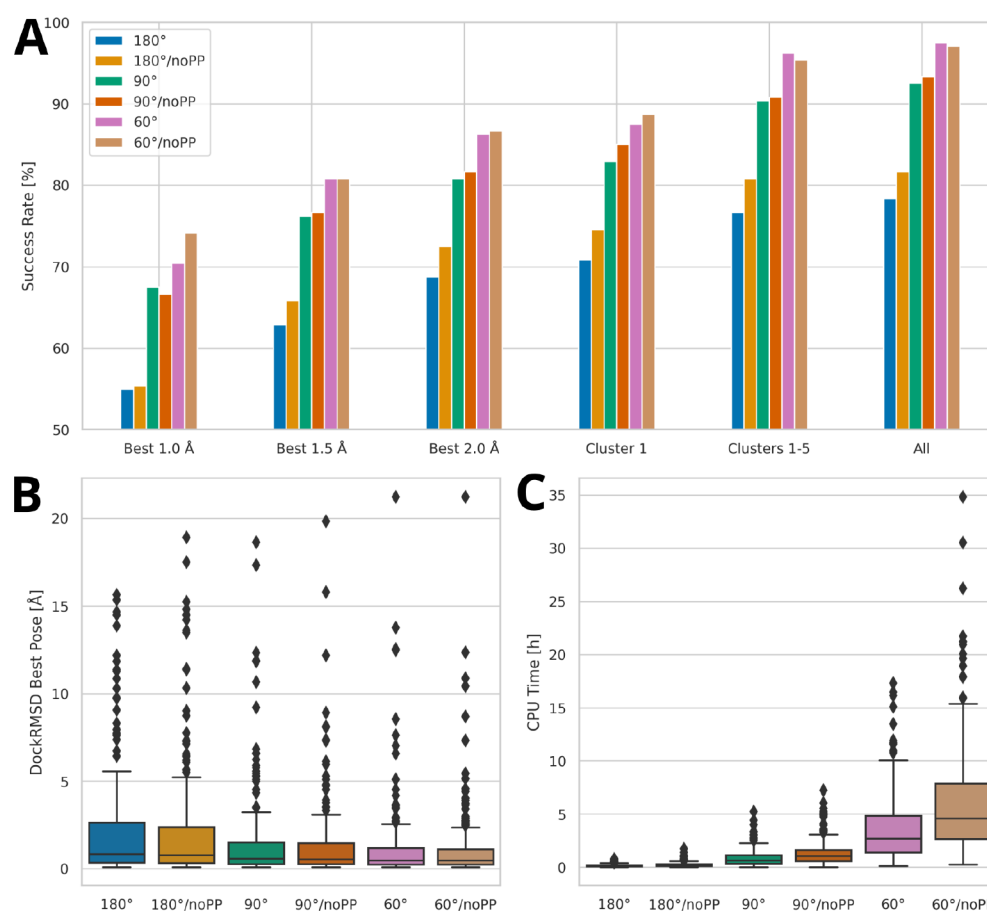 A
100
90
80
70
60
50
Success Rate [%]
180°
180°/noPP
90°
90°/noPP
60°
60°/noPP
Best 1.0 Å
Best 1.5 Å
Best 2.0 Å
Cluster 1
Clusters 1-5
All
B
20
15
10
5
0
DockRMSD Best Pose [Å]
180°
180°/noPP
90°
90°/noPP
60°
60°/noPP
C
35
30
25
20
15
10
5
0
CPU Time [h]
180°
180°/noPP
90°
90°/noPP
60°
60°/noPP